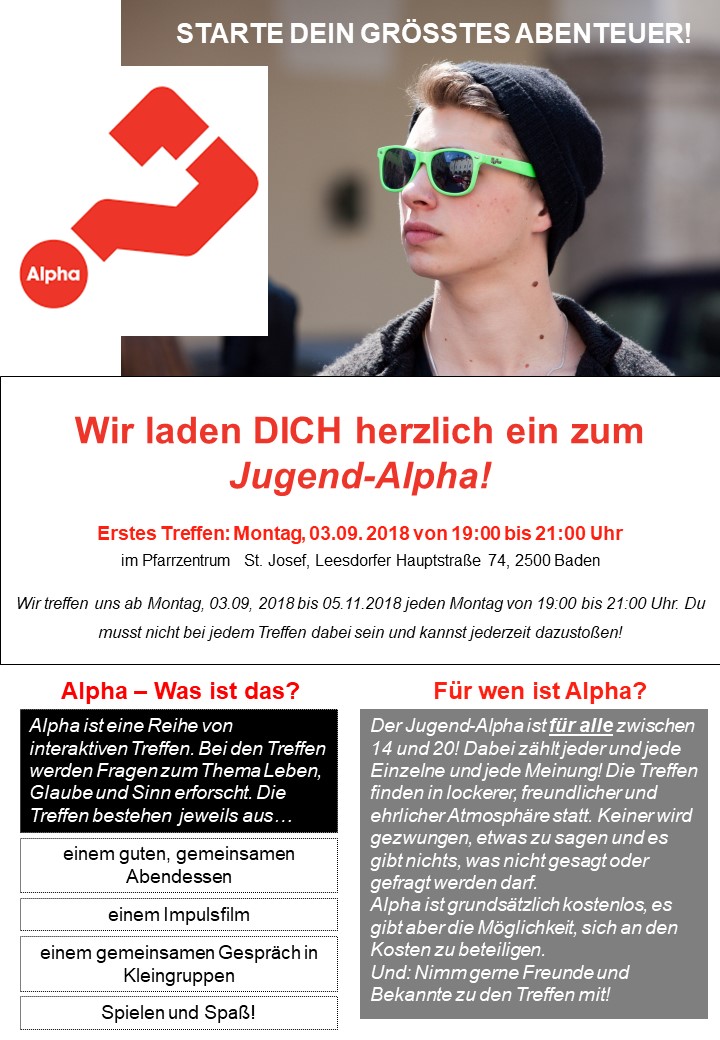 STARTE DEIN GRÖSSTES ABENTEUER!
Alpha
Wir laden DICH herzlich ein zum
Jugend-Alpha!
Erstes Treffen: Montag, 03.09. 2018 von 19:00 bis 21:00 Uhr
im Pfarrzentrum St. Josef, Leesdorfer Hauptstraße 74, 2500 Baden
Wir treffen uns ab Montag, 03.09, 2018 bis 05.11.2018 jeden Montag von 19:00 bis 21:00 Uhr. Du
musst nicht bei jedem Treffen dabei sein und kannst jederzeit dazustoßen!
Alpha – Was ist das?
Alpha ist eine Reihe von
interaktiven Treffen. Bei den Treffen
werden Fragen zum Thema Leben,
Glaube und Sinn erforscht. Die
Treffen bestehen jeweils aus…
einem guten, gemeinsamen
Abendessen
einem Impulsfilm
einem gemeinsamen Gespräch in
Kleingruppen
Spielen und Spaß!
Für wen ist Alpha?
Der Jugend-Alpha ist für alle zwischen
14 und 20! Dabei zählt jeder und jede
Einzelne und jede Meinung! Die Treffen
finden in lockerer, freundlicher und
ehrlicher Atmosphäre statt. Keiner wird
gezwungen, etwas zu sagen und es
gibt nichts, was nicht gesagt oder
gefragt werden darf.
Alpha ist grundsätzlich kostenlos, es
gibt aber die Möglichkeit, sich an den
Kosten zu beteiligen.
Und: Nimm gerne Freunde und
Bekannte zu den Treffen mit!